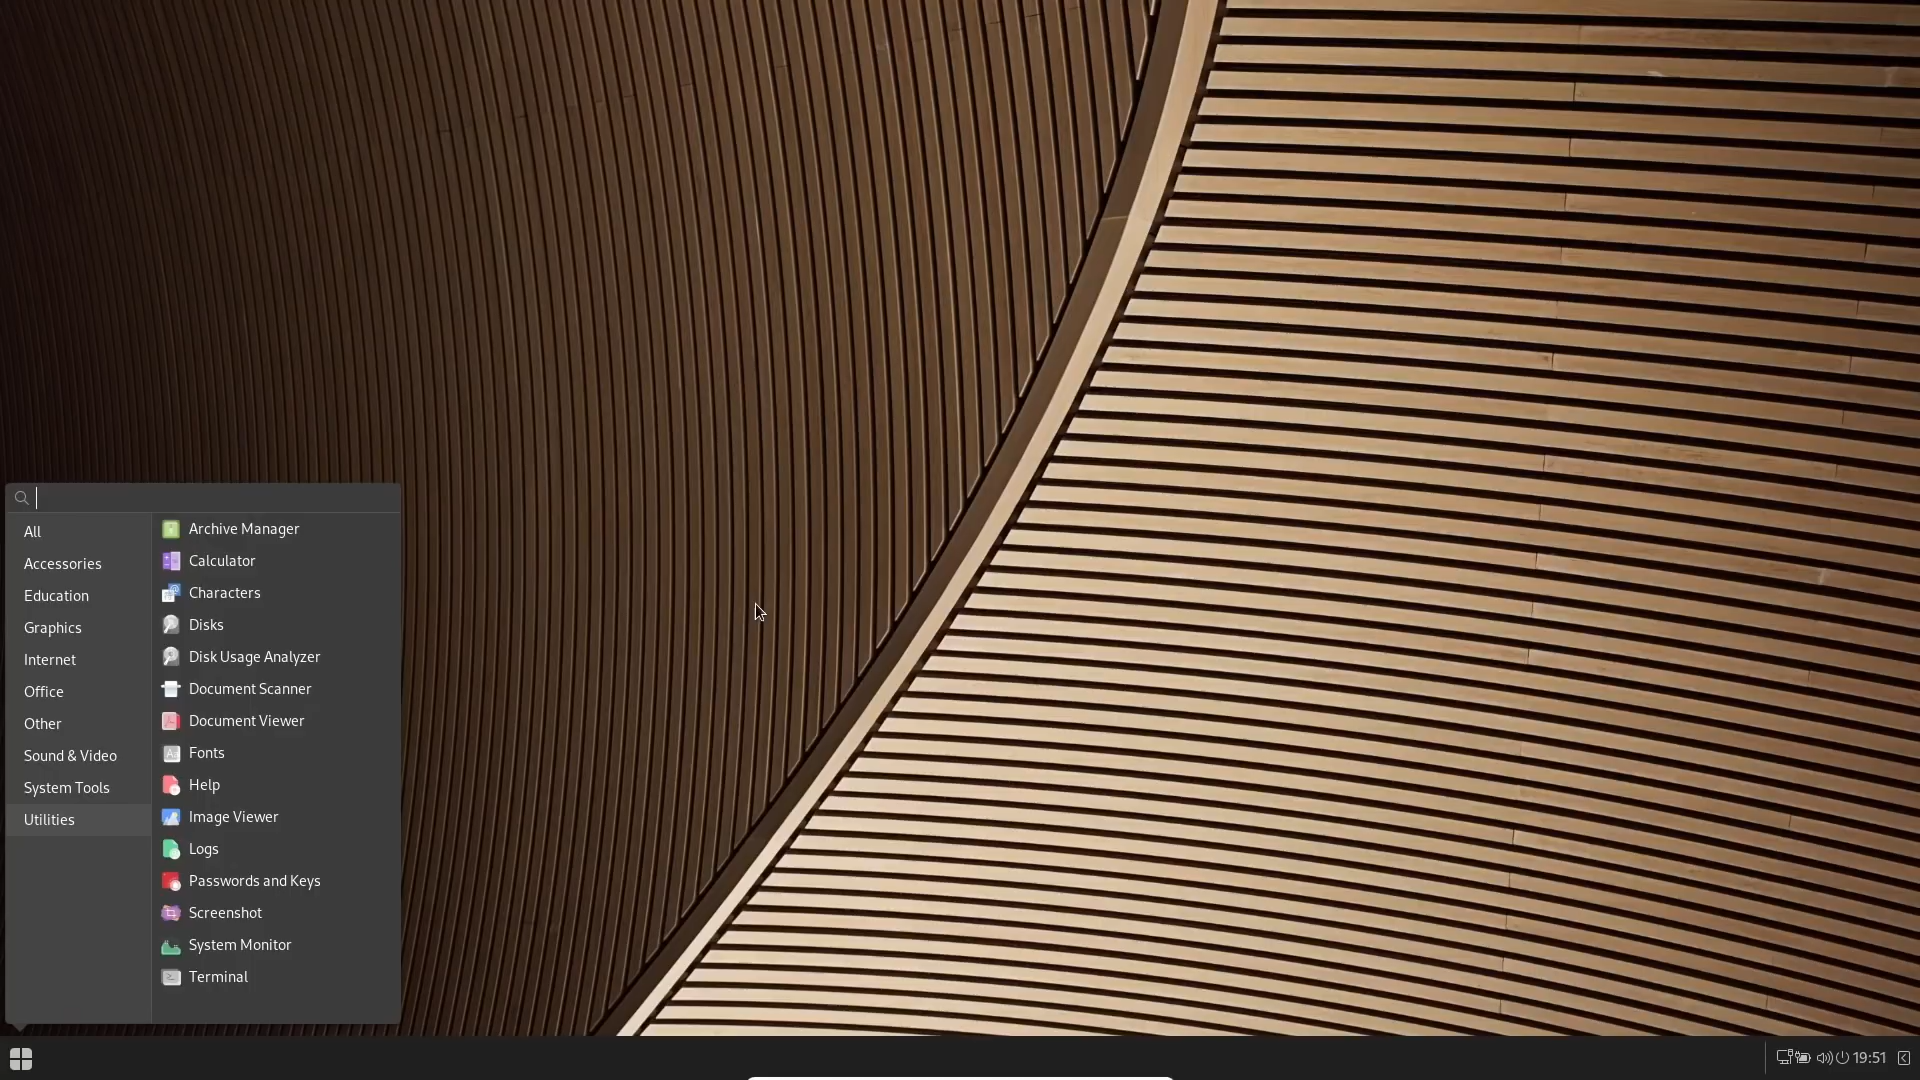 All
Accessories
Education
Graphics
Internet
Office
Other
Sound & Video
System Tools
Utilities
Archive Manager
Calculator
Characters
Disks
Disk Usage Analyzer
Document Scanner
Document Viewer
Fonts
Help
Image Viewer
Logs
Passwords and Keys
Screenshot
System Monitor
Terminal
19:51